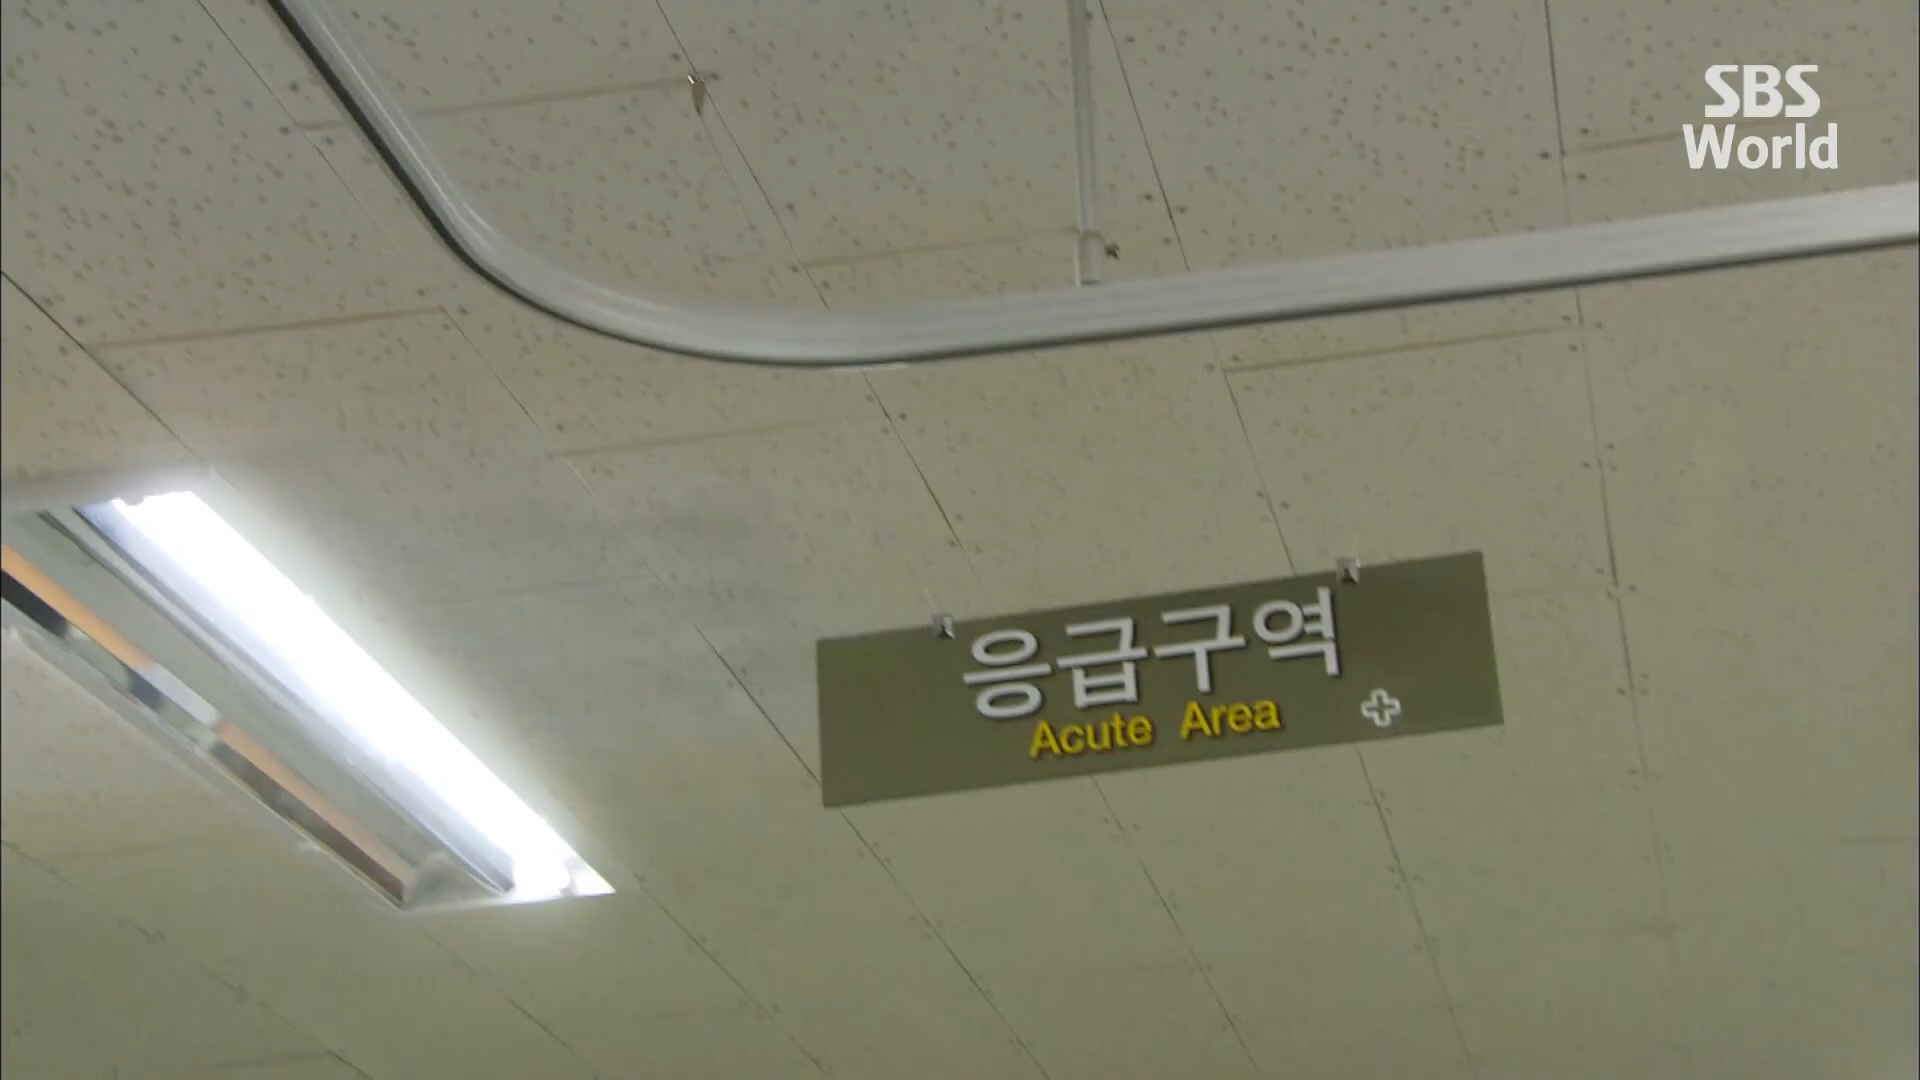 SBS
World
응급구역
Acute Area